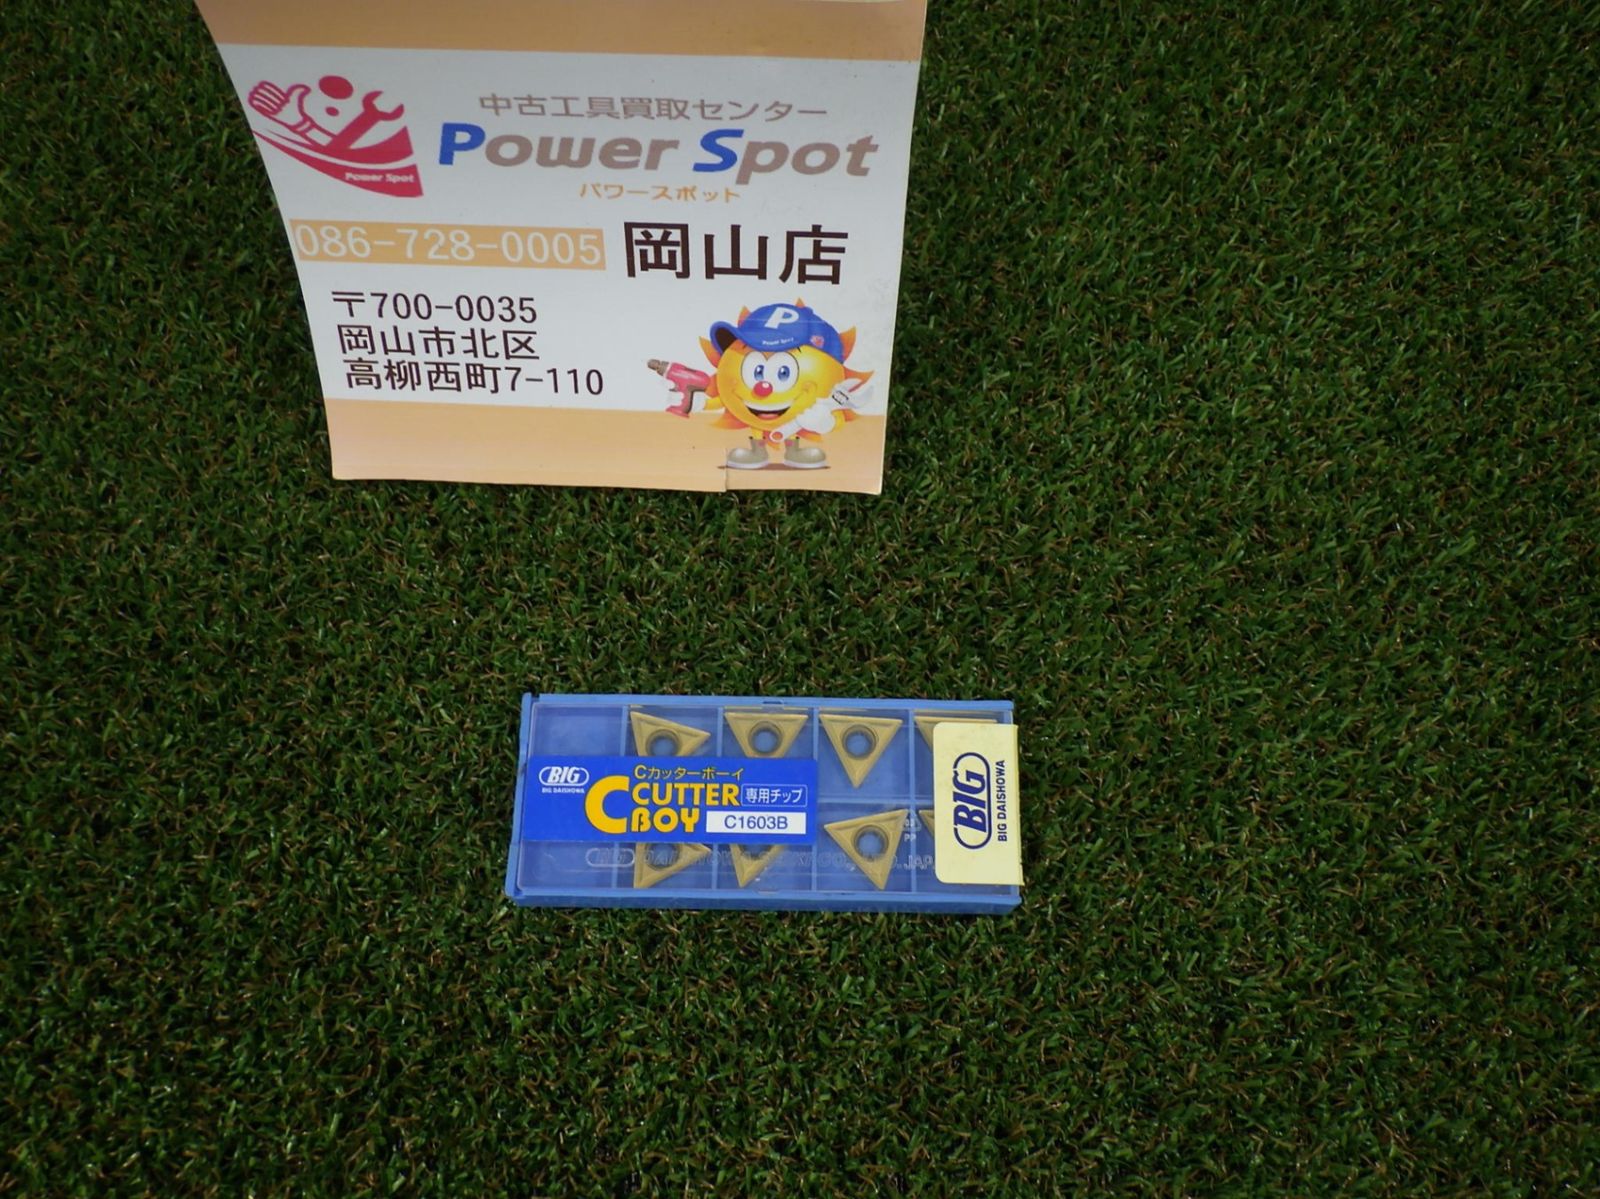 中古工具買取センター
Power Spot
パワースポット
Power Spot
086-728-0005
岡山店
〒700-0035
岡山市北区
高柳西町7-110
P
Power Spot
BIG
BIG DAISHOWA
Cカッターボーイ
C CUTTER BOY
専用チップ
C1603B
BIG
BIG DAISHOWA